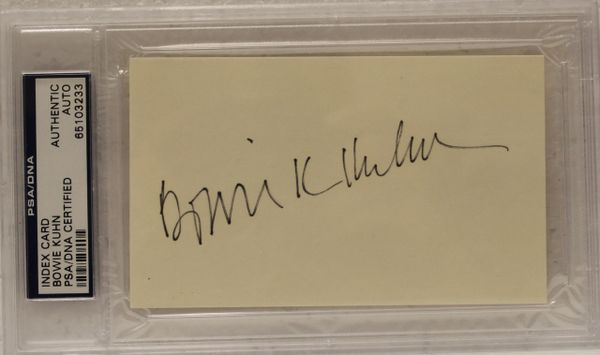 PSA/DNA
INDEX CARD
BOWIE KUHN
PSA/DNA CERTIFIED
AUTHENTIC
AUTO
65103233
Bowie K Kuhn